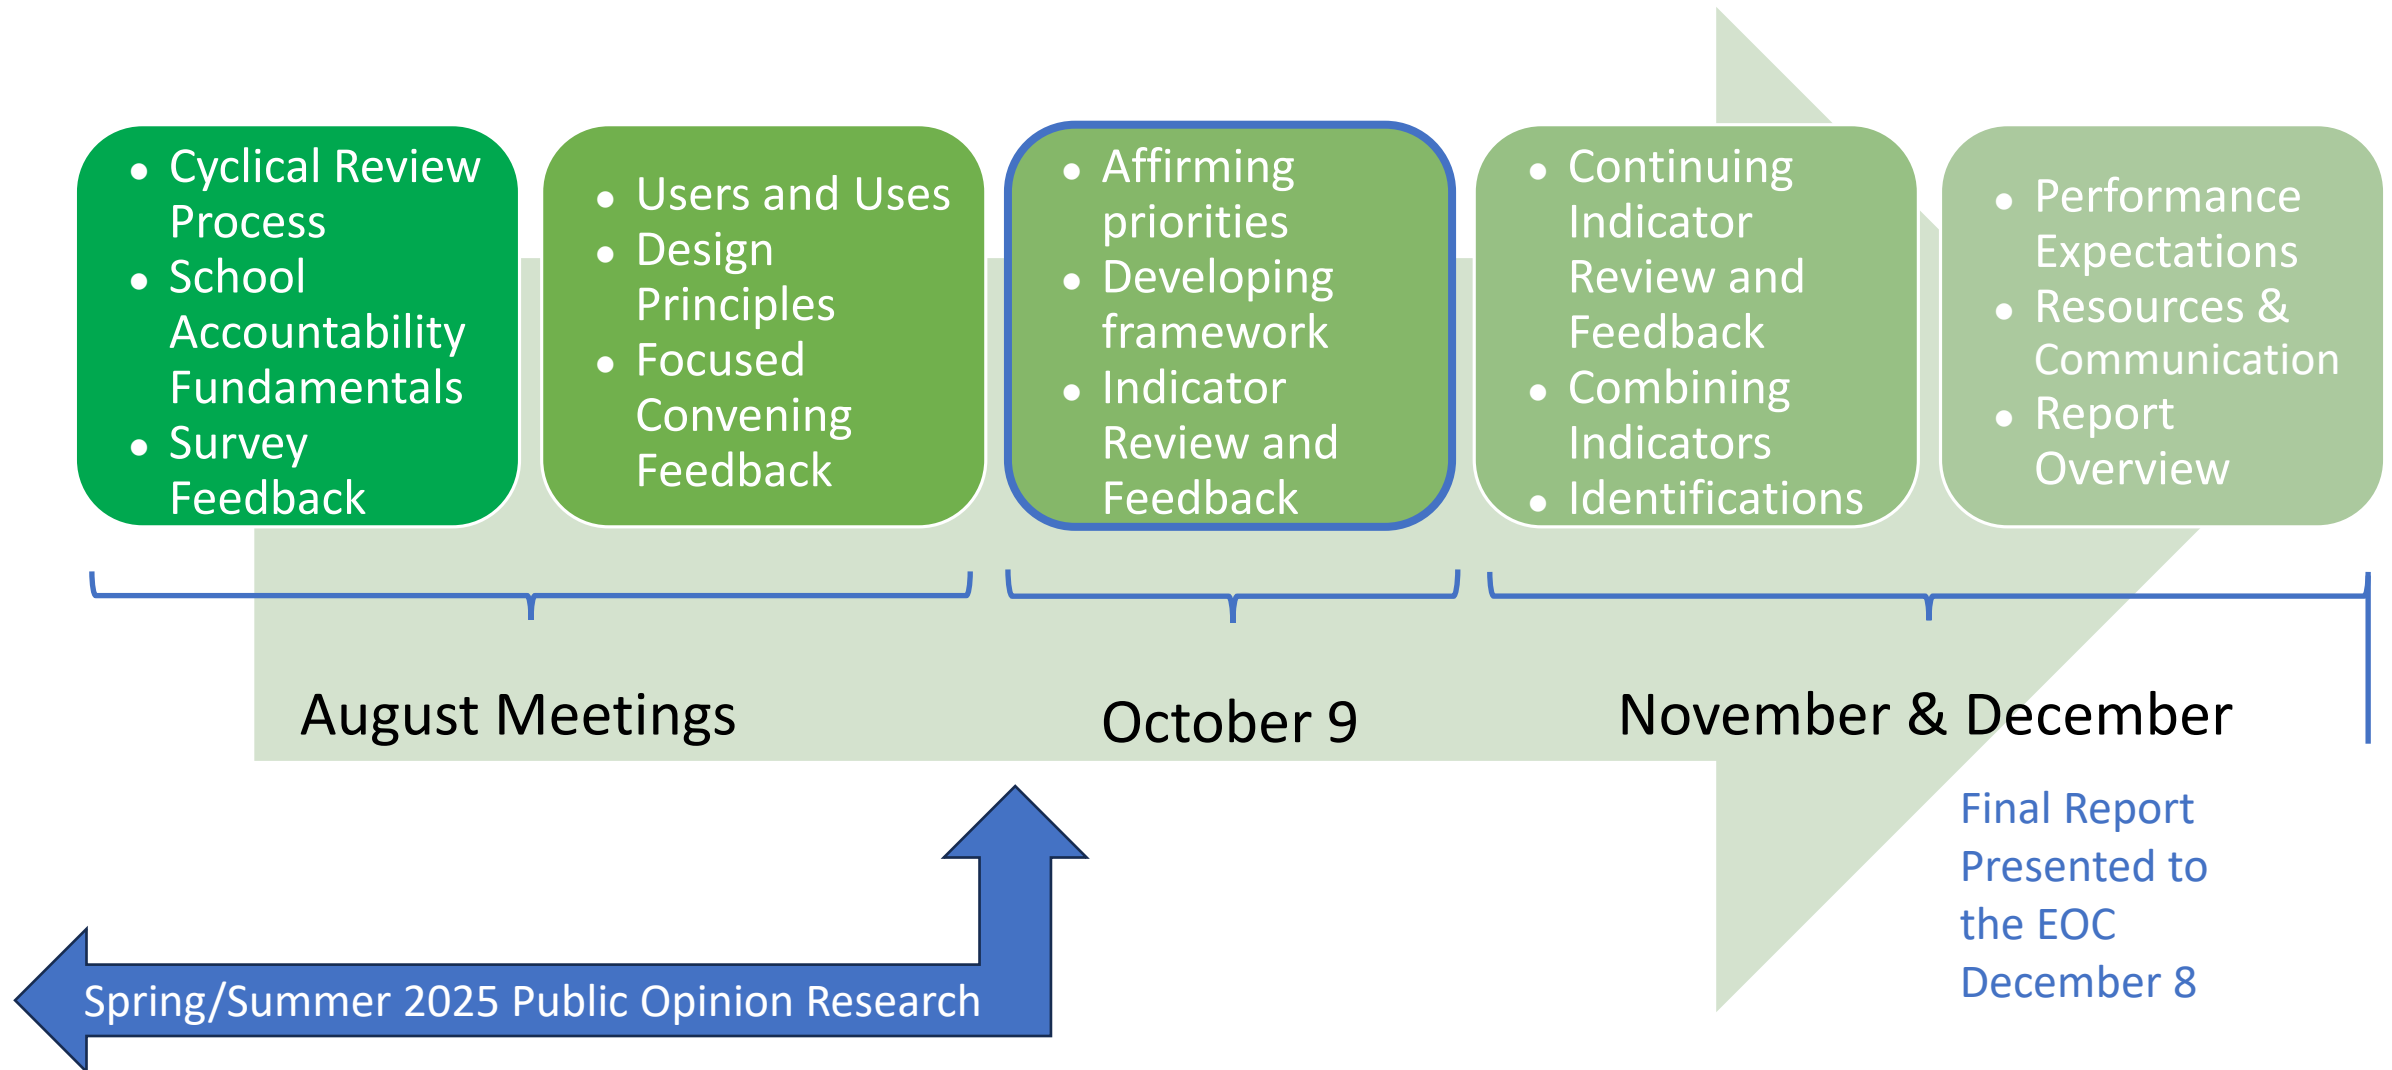 • Cyclical Review
Process
• School
Accountability
Fundamentals
• Survey
Feedback
• Users and Uses
• Design
Principles
• Focused
Convening
Feedback
• Affirming
priorities
• Developing
framework
• Indicator
Review and
Feedback
• Continuing
Indicator
Review and
Feedback
• Combining
Indicators
• Identifications
• Performance
Expectations
• Resources &
Communication
• Report
Overview
August Meetings
October 9
November & December
Final Report
Presented to
the EOC
December 8
Spring/Summer 2025 Public Opinion Research